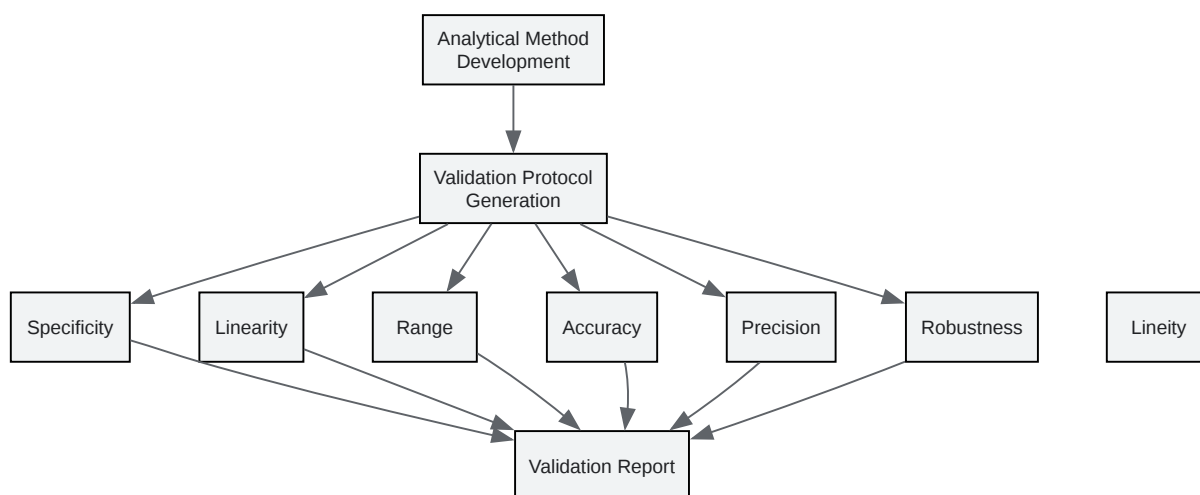 Analytical Method
Development
Validation Protocol
Generation
Specificity
Linearity
Range
Accuracy
Precision
Robustness
Lineity
Validation Report